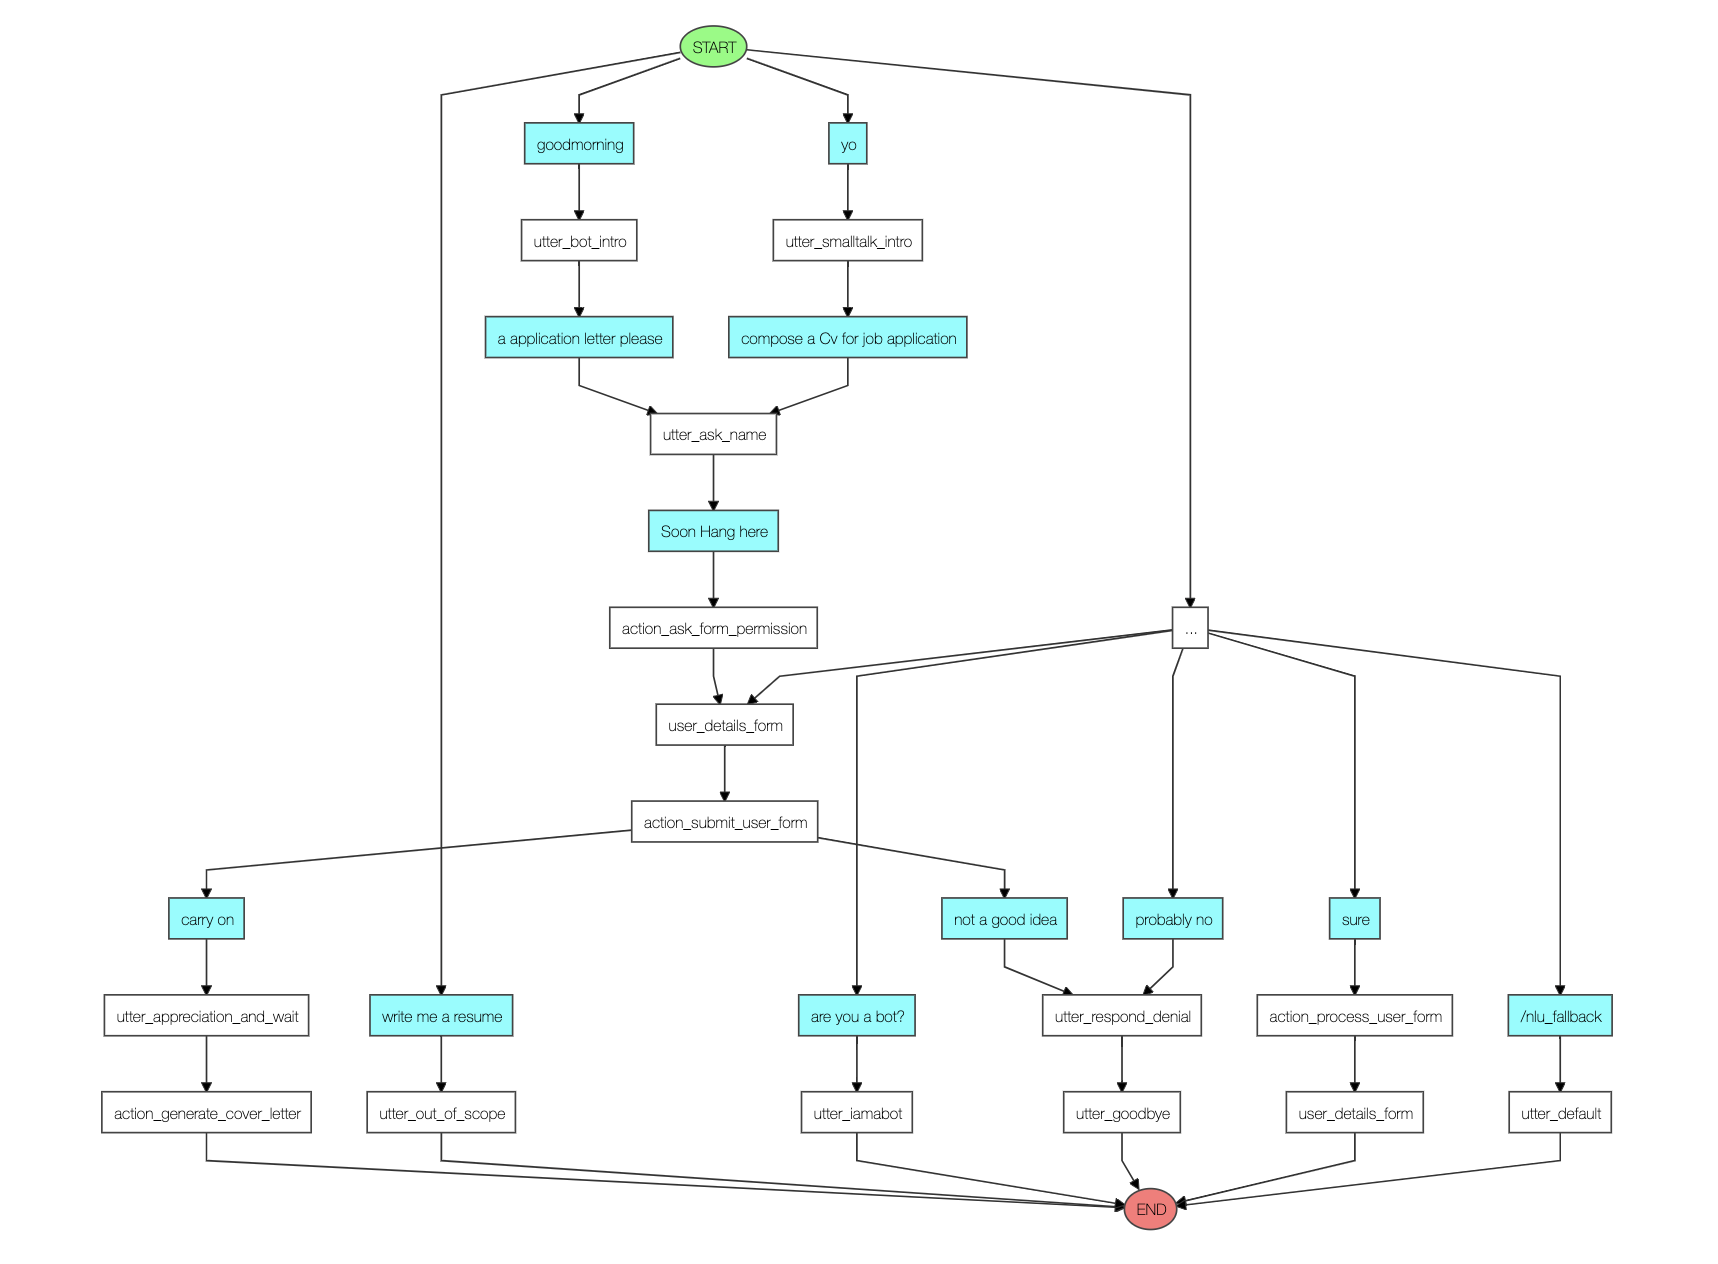 START
goodmorning
yo
utter_bot_intro
utter_smalltalk_intro
a application letter please
compose a Cv for job application
utter_ask_name
Soon Hang here
action_ask_form_permission
...
user_details_form
action_submit_user_form
carry on
not a good idea
probably no
sure
utter_appreciation_and_wait
write me a resume
are you a bot?
utter_respond_denial
action_process_user_form
/nlu_fallback
action_generate_cover_letter
utter_out_of_scope
utter_iamabot
utter_goodbye
user_details_form
utter_default
END